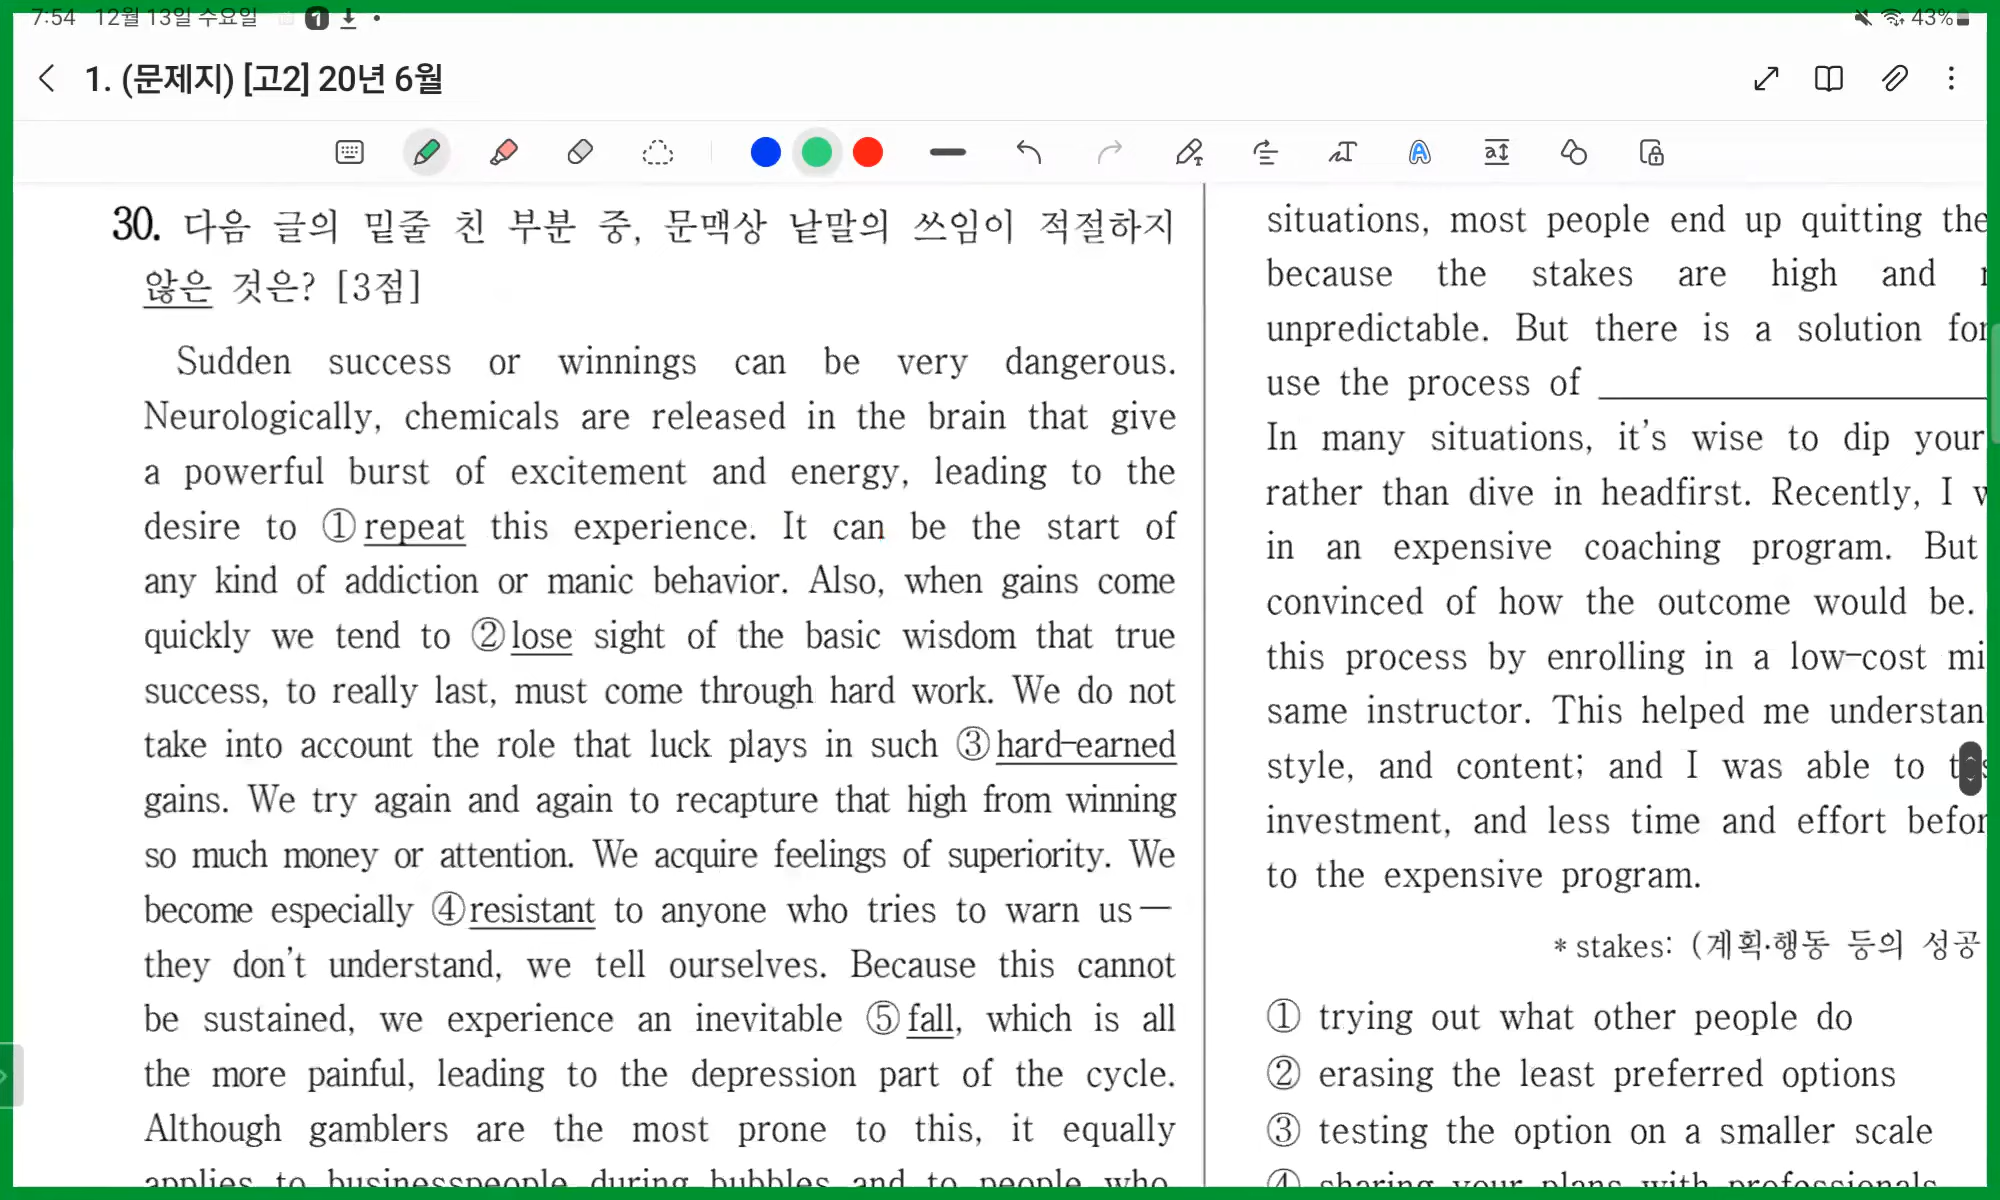 7:54 12월 13일 수요일
43%
1. (문제지) [고2] 20년 6월
30. 다음 글의 밑줄 친 부분 중, 문맥상 낱말의 쓰임이 적절하지
않은 것은? [3점]
Sudden success or winnings can be very dangerous.
Neurologically, chemicals are released in the brain that give
a powerful burst of excitement and energy, leading to the
desire to ① repeat this experience. It can be the start of
any kind of addiction or manic behavior. Also, when gains come
quickly we tend to ② lose sight of the basic wisdom that true
success, to really last, must come through hard work. We do not
take into account the role that luck plays in such ③ hard-earned
gains. We try again and again to recapture that high from winning
so much money or attention. We acquire feelings of superiority. We
become especially ④ resistant to anyone who tries to warn us—
they don't understand, we tell ourselves. Because this cannot
be sustained, we experience an inevitable ⑤ fall, which is all
the more painful, leading to the depression part of the cycle.
Although gamblers are the most prone to this, it equally
applies to businesspeople during bubbles and to people who
situations, most people end up quitting the
because the stakes are high and
unpredictable. But there is a solution for
use the process of
In many situations, it's wise to dip your
rather than dive in headfirst. Recently, I
in an expensive coaching program. But
convinced of how the outcome would be.
this process by enrolling in a low-cost
same instructor. This helped me
style, and content; and I was able to
investment, and less time and effort
to the expensive program.
* stakes: (계획·행동 등의 성공
① trying out what other people do
② erasing the least preferred options
③ testing the option on a smaller scale
④ sharing your plans with professionals